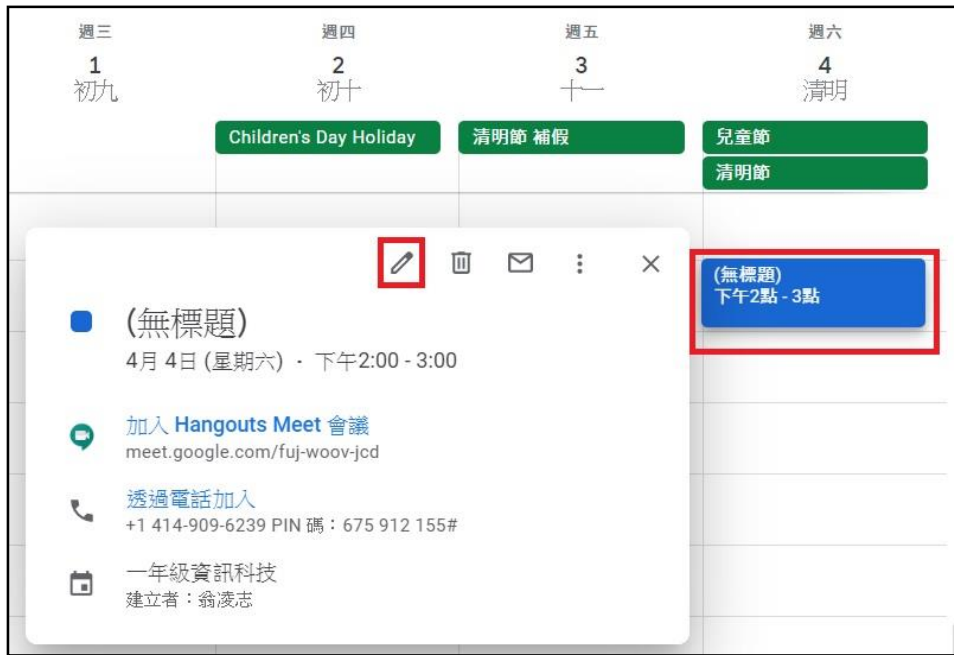 週三 週四 週五 週六
1 2 3 4
初九 初十 十一 清明
Children's Day Holiday 清明節 補假 兒童節
清明節
(無標題)
下午2點 - 3點
(無標題)
4月 4日 (星期六) · 下午2:00 - 3:00
加入 Hangouts Meet 會議
meet.google.com/fuj-woov-jcd
透過電話加入
+1 414-909-6239 PIN 碼：675 912 155#
一年級資訊科技
建立者：翁凌志